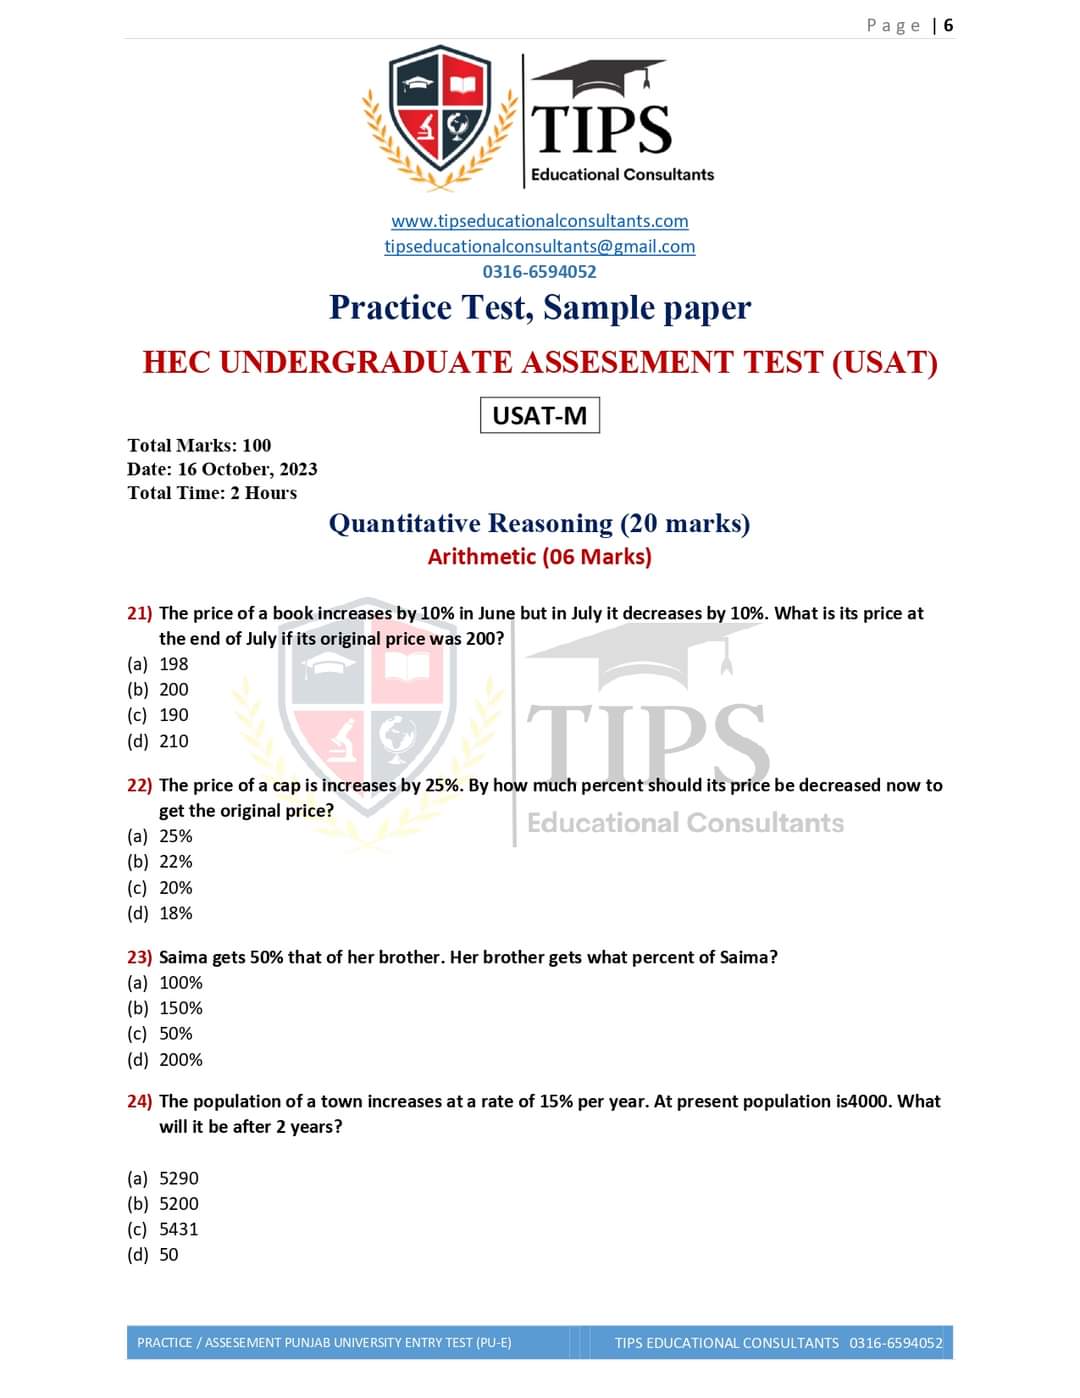 Page | 6
TIPS
Educational Consultants
www.tipseducationalconsultants.com
tipseducationalconsultants@gmail.com
0316-6594052
Practice Test, Sample paper
HEC UNDERGRADUATE ASSESEMENT TEST (USAT)
USAT-M
Total Marks: 100
Date: 16 October, 2023
Total Time: 2 Hours
Quantitative Reasoning (20 marks)
Arithmetic (06 Marks)
21) The price of a book increases by 10% in June but in July it decreases by 10%. What is its price at
the end of July if its original price was 200?
(a) 198
(b) 200
(c) 190
(d) 210
TIPS
Educational Consultants
22) The price of a cap is increases by 25%. By how much percent should its price be decreased now to
get the original price?
(a) 25%
(b) 22%
(c) 20%
(d) 18%
23) Saima gets 50% that of her brother. Her brother gets what percent of Saima?
(a) 100%
(b) 150%
(c) 50%
(d) 200%
24) The population of a town increases at a rate of 15% per year. At present population is4000. What
will it be after 2 years?
(a) 5290
(b) 5200
(c) 5431
(d) 50
PRACTICE / ASSESEMENT PUNJAB UNIVERSITY ENTRY TEST (PU-E) TIPS EDUCATIONAL CONSULTANTS 0316-6594052